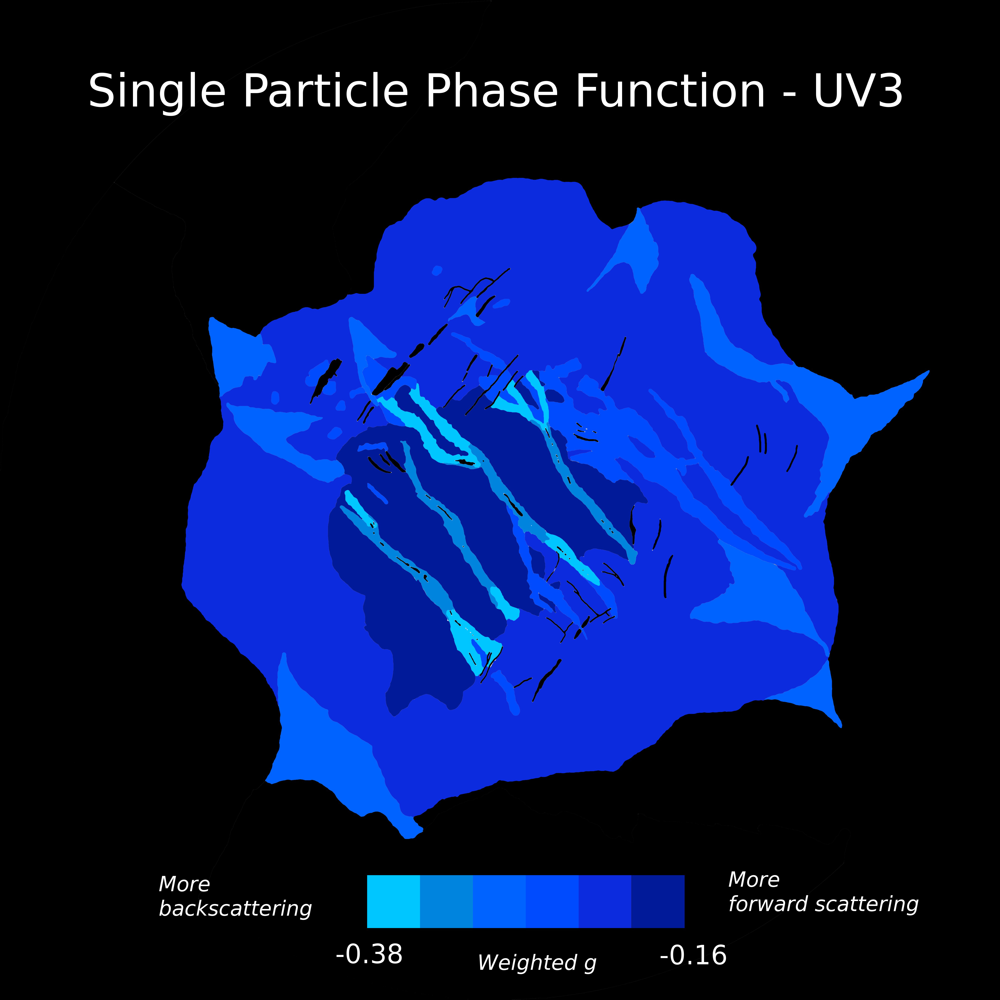 Single Particle Phase Function - UV3
More
backscattering
More
forward scattering
-0.38
Weighted g
-0.16